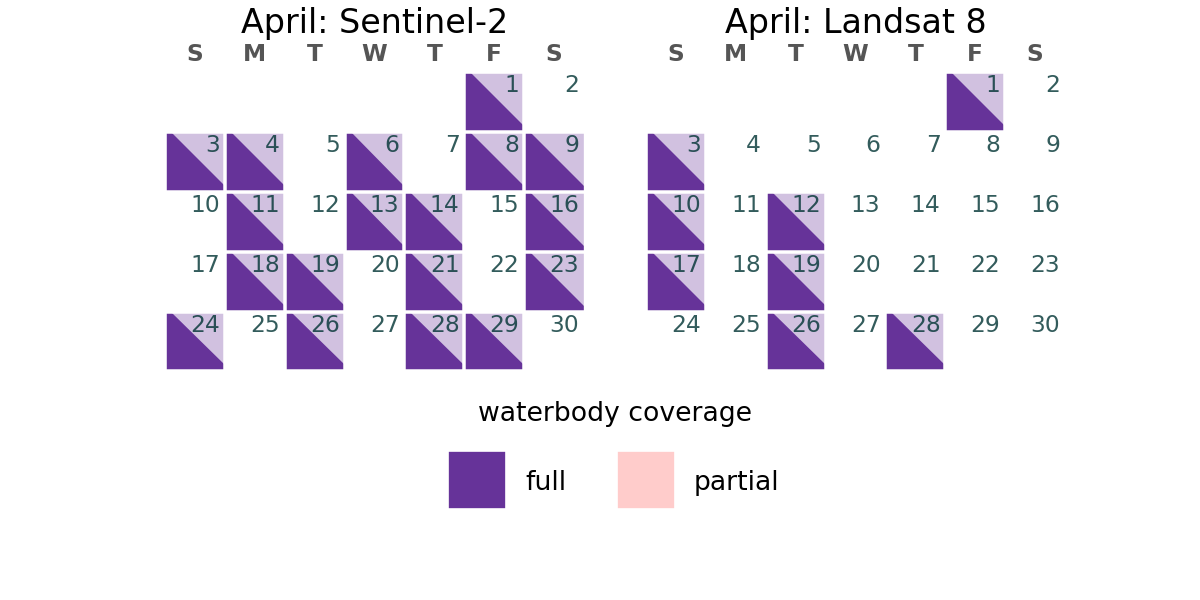 April: Sentinel-2
S M T W T F S
1 2
3 4 5 6 7 8 9
10 11 12 13 14 15 16
17 18 19 20 21 22 23
24 25 26 27 28 29 30
April: Landsat 8
S M T W T F S
1 2
3 4 5 6 7 8 9
10 11 12 13 14 15 16
17 18 19 20 21 22 23
24 25 26 27 28 29 30
waterbody coverage
full
partial